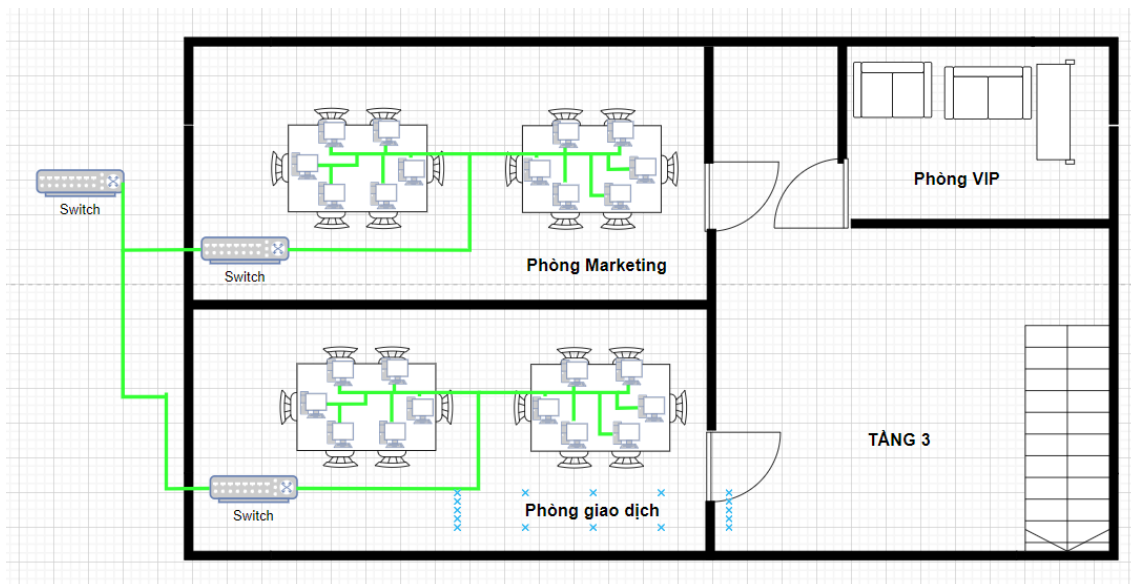 Phòng VIP
Switch
Switch
Phòng Marketing
TẦNG 3
Switch
Phòng giao dịch